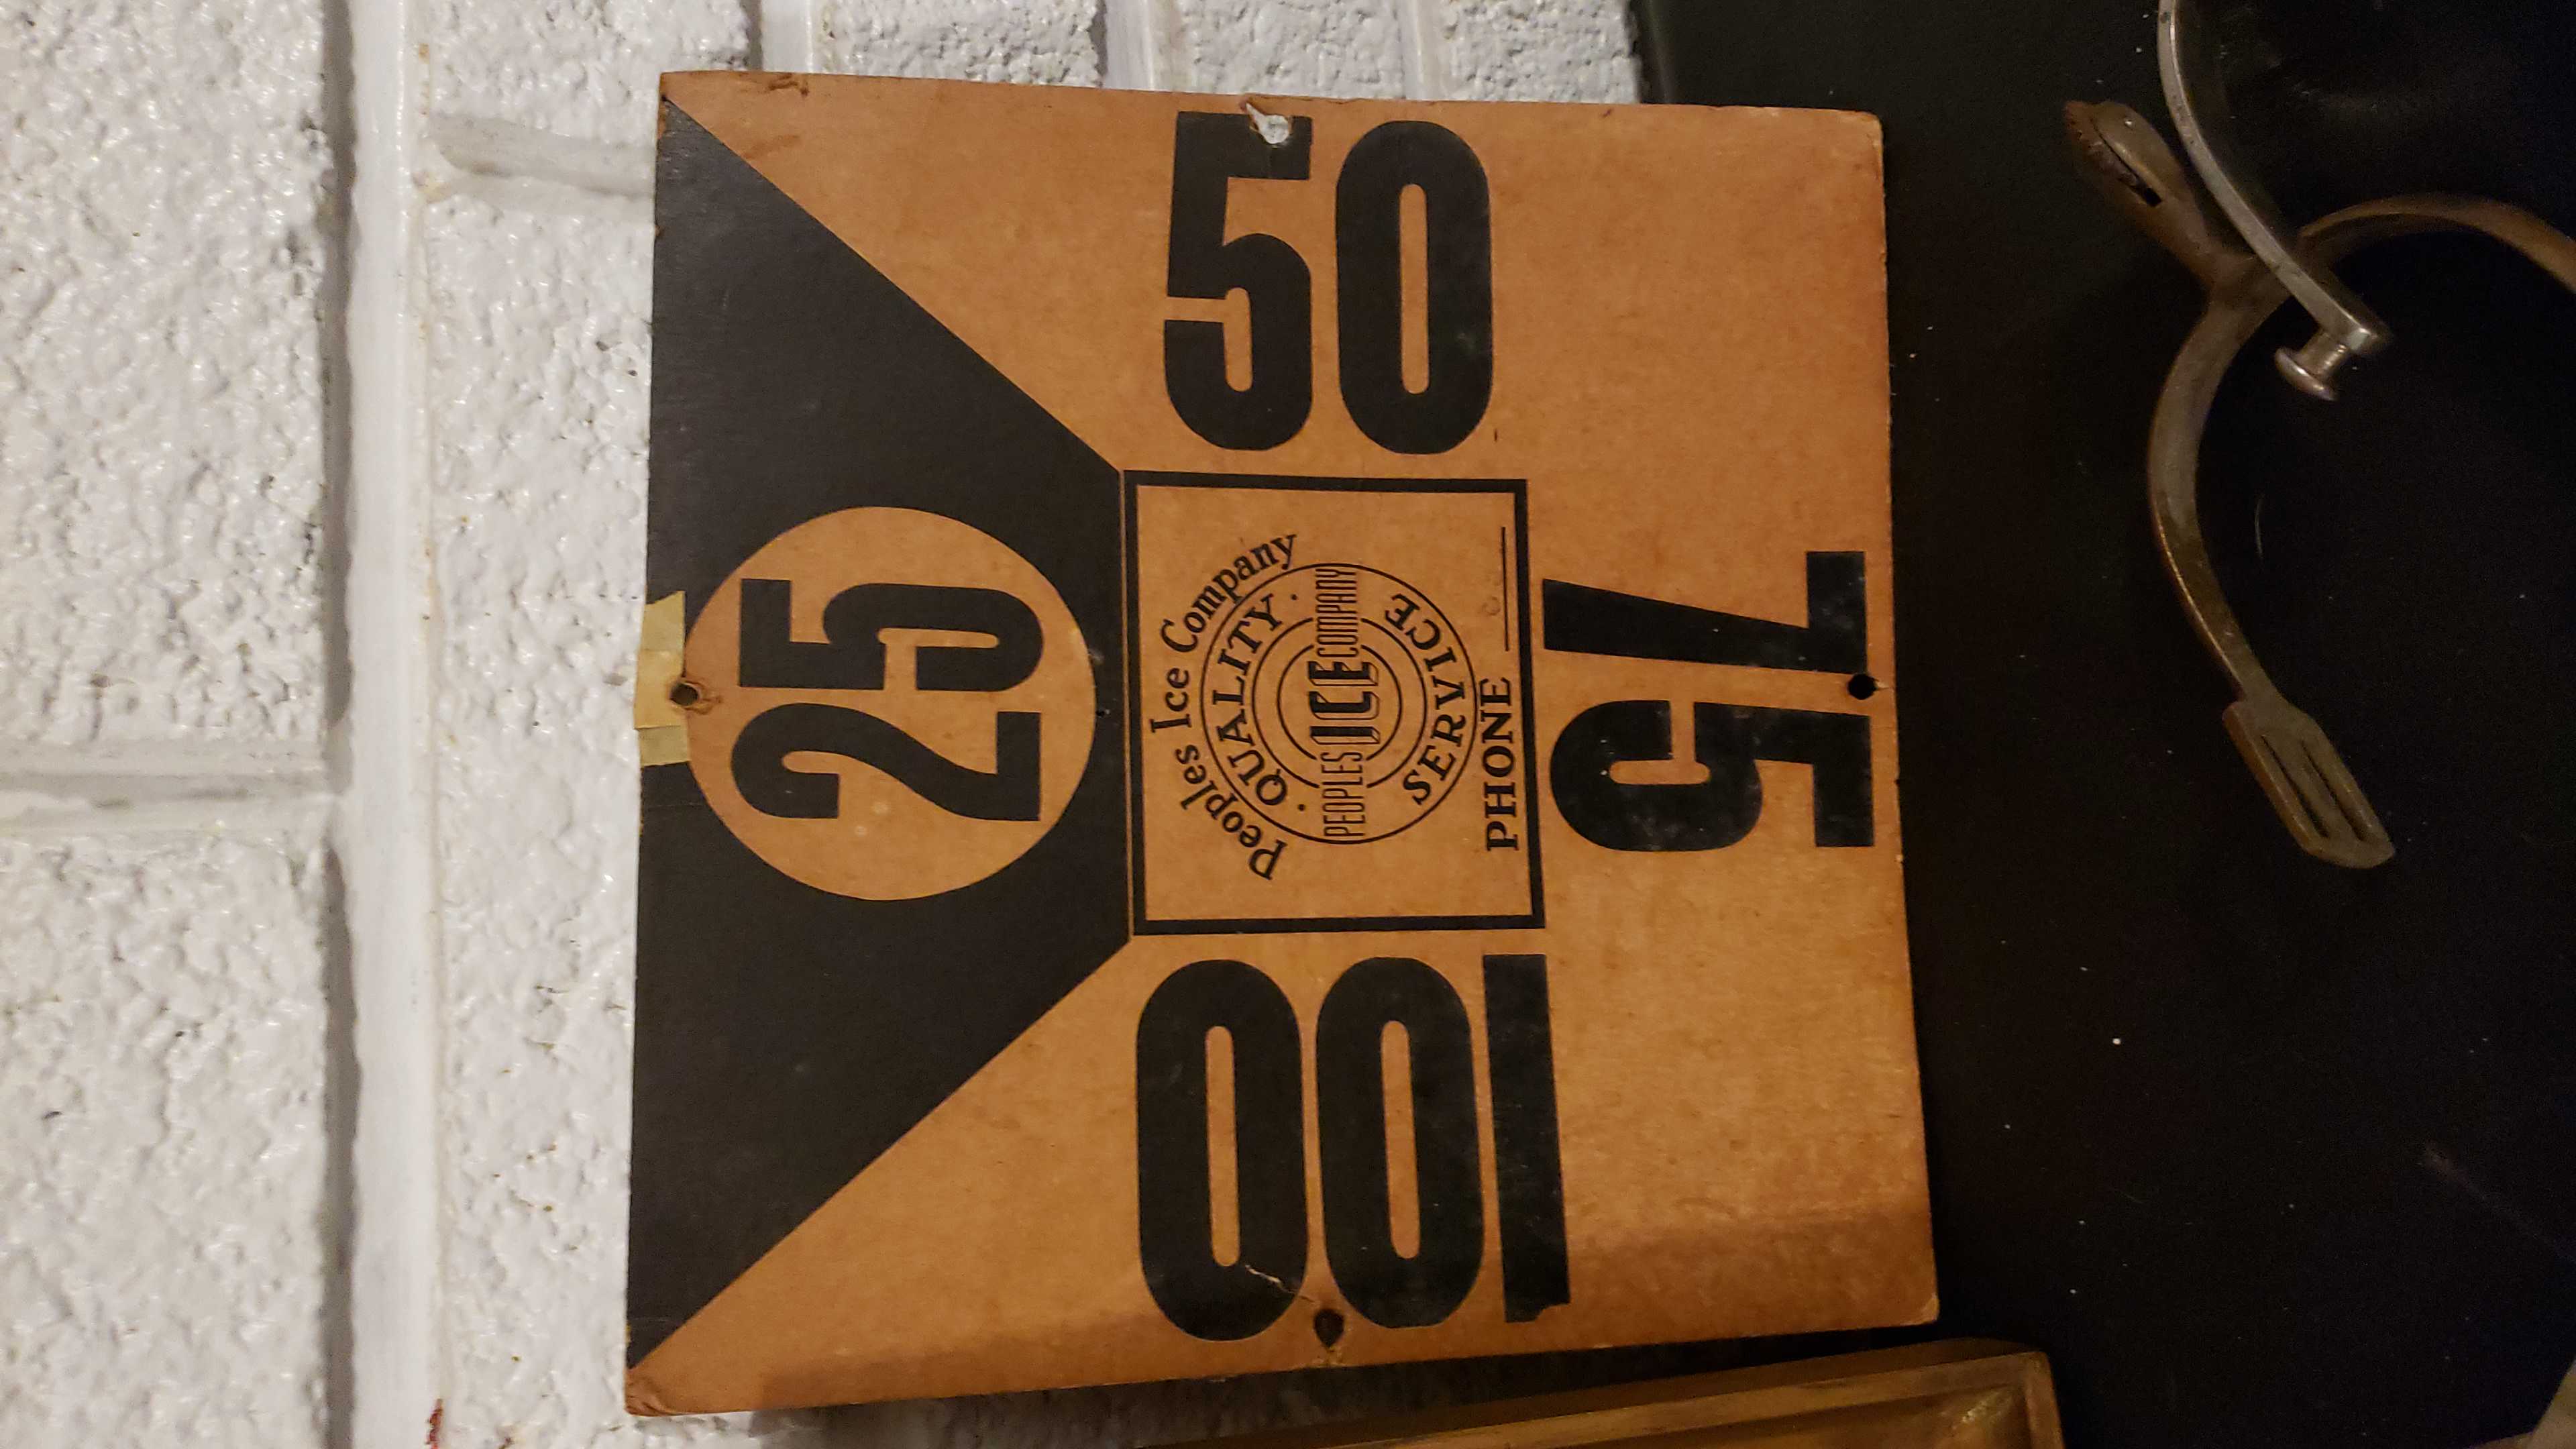 25
50
Peoples Ice Company
· QUALITY ·
PEOPLES ICE COMPANY
SERVICE
PHONE
100
75